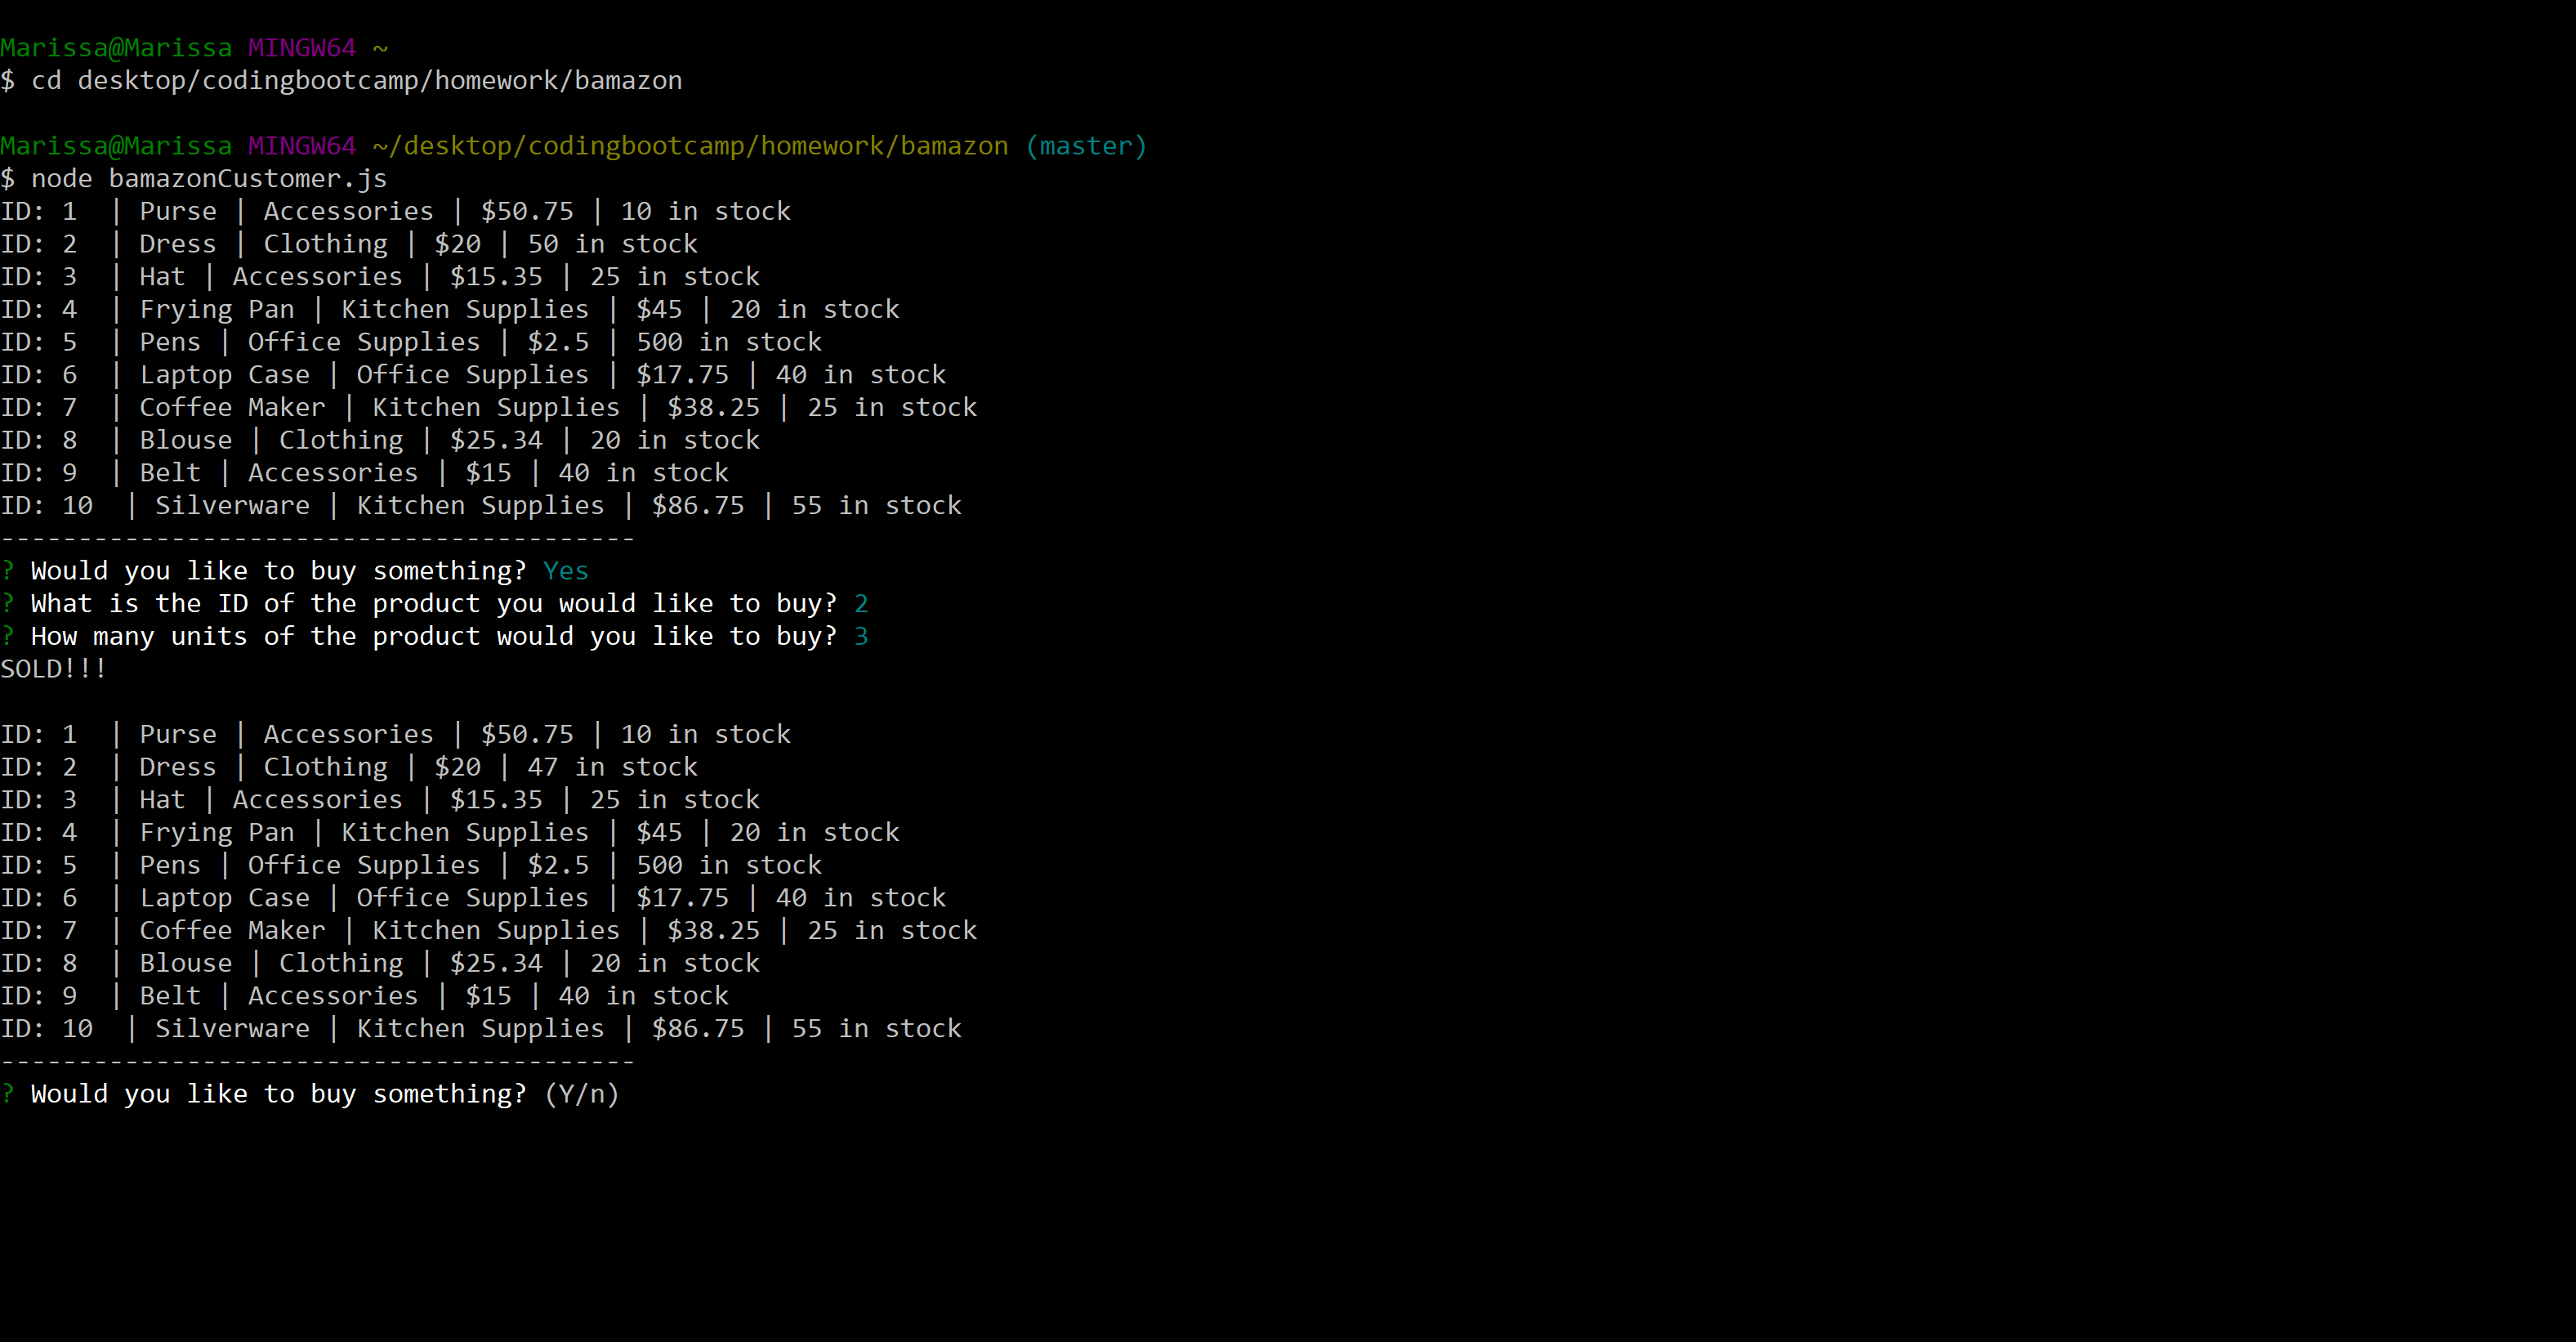 Marissa@Marissa MINGW64 ~
$ cd desktop/codingbootcamp/homework/bamazon
Marissa@Marissa MINGW64 ~/desktop/codingbootcamp/homework/bamazon (master)
$ node bamazonCustomer.js
ID: 1  | Purse | Accessories | $50.75 | 10 in stock
ID: 2  | Dress | Clothing | $20 | 50 in stock
ID: 3  | Hat | Accessories | $15.35 | 25 in stock
ID: 4  | Frying Pan | Kitchen Supplies | $45 | 20 in stock
ID: 5  | Pens | Office Supplies | $2.5 | 500 in stock
ID: 6  | Laptop Case | Office Supplies | $17.75 | 40 in stock
ID: 7  | Coffee Maker | Kitchen Supplies | $38.25 | 25 in stock
ID: 8  | Blouse | Clothing | $25.34 | 20 in stock
ID: 9  | Belt | Accessories | $15 | 40 in stock
ID: 10  | Silverware | Kitchen Supplies | $86.75 | 55 in stock
-----------------------------------------
? Would you like to buy something? Yes
? What is the ID of the product you would like to buy? 2
? How many units of the product would you like to buy? 3
SOLD!!!
ID: 1  | Purse | Accessories | $50.75 | 10 in stock
ID: 2  | Dress | Clothing | $20 | 47 in stock
ID: 3  | Hat | Accessories | $15.35 | 25 in stock
ID: 4  | Frying Pan | Kitchen Supplies | $45 | 20 in stock
ID: 5  | Pens | Office Supplies | $2.5 | 500 in stock
ID: 6  | Laptop Case | Office Supplies | $17.75 | 40 in stock
ID: 7  | Coffee Maker | Kitchen Supplies | $38.25 | 25 in stock
ID: 8  | Blouse | Clothing | $25.34 | 20 in stock
ID: 9  | Belt | Accessories | $15 | 40 in stock
ID: 10  | Silverware | Kitchen Supplies | $86.75 | 55 in stock
-----------------------------------------
? Would you like to buy something? (Y/n)